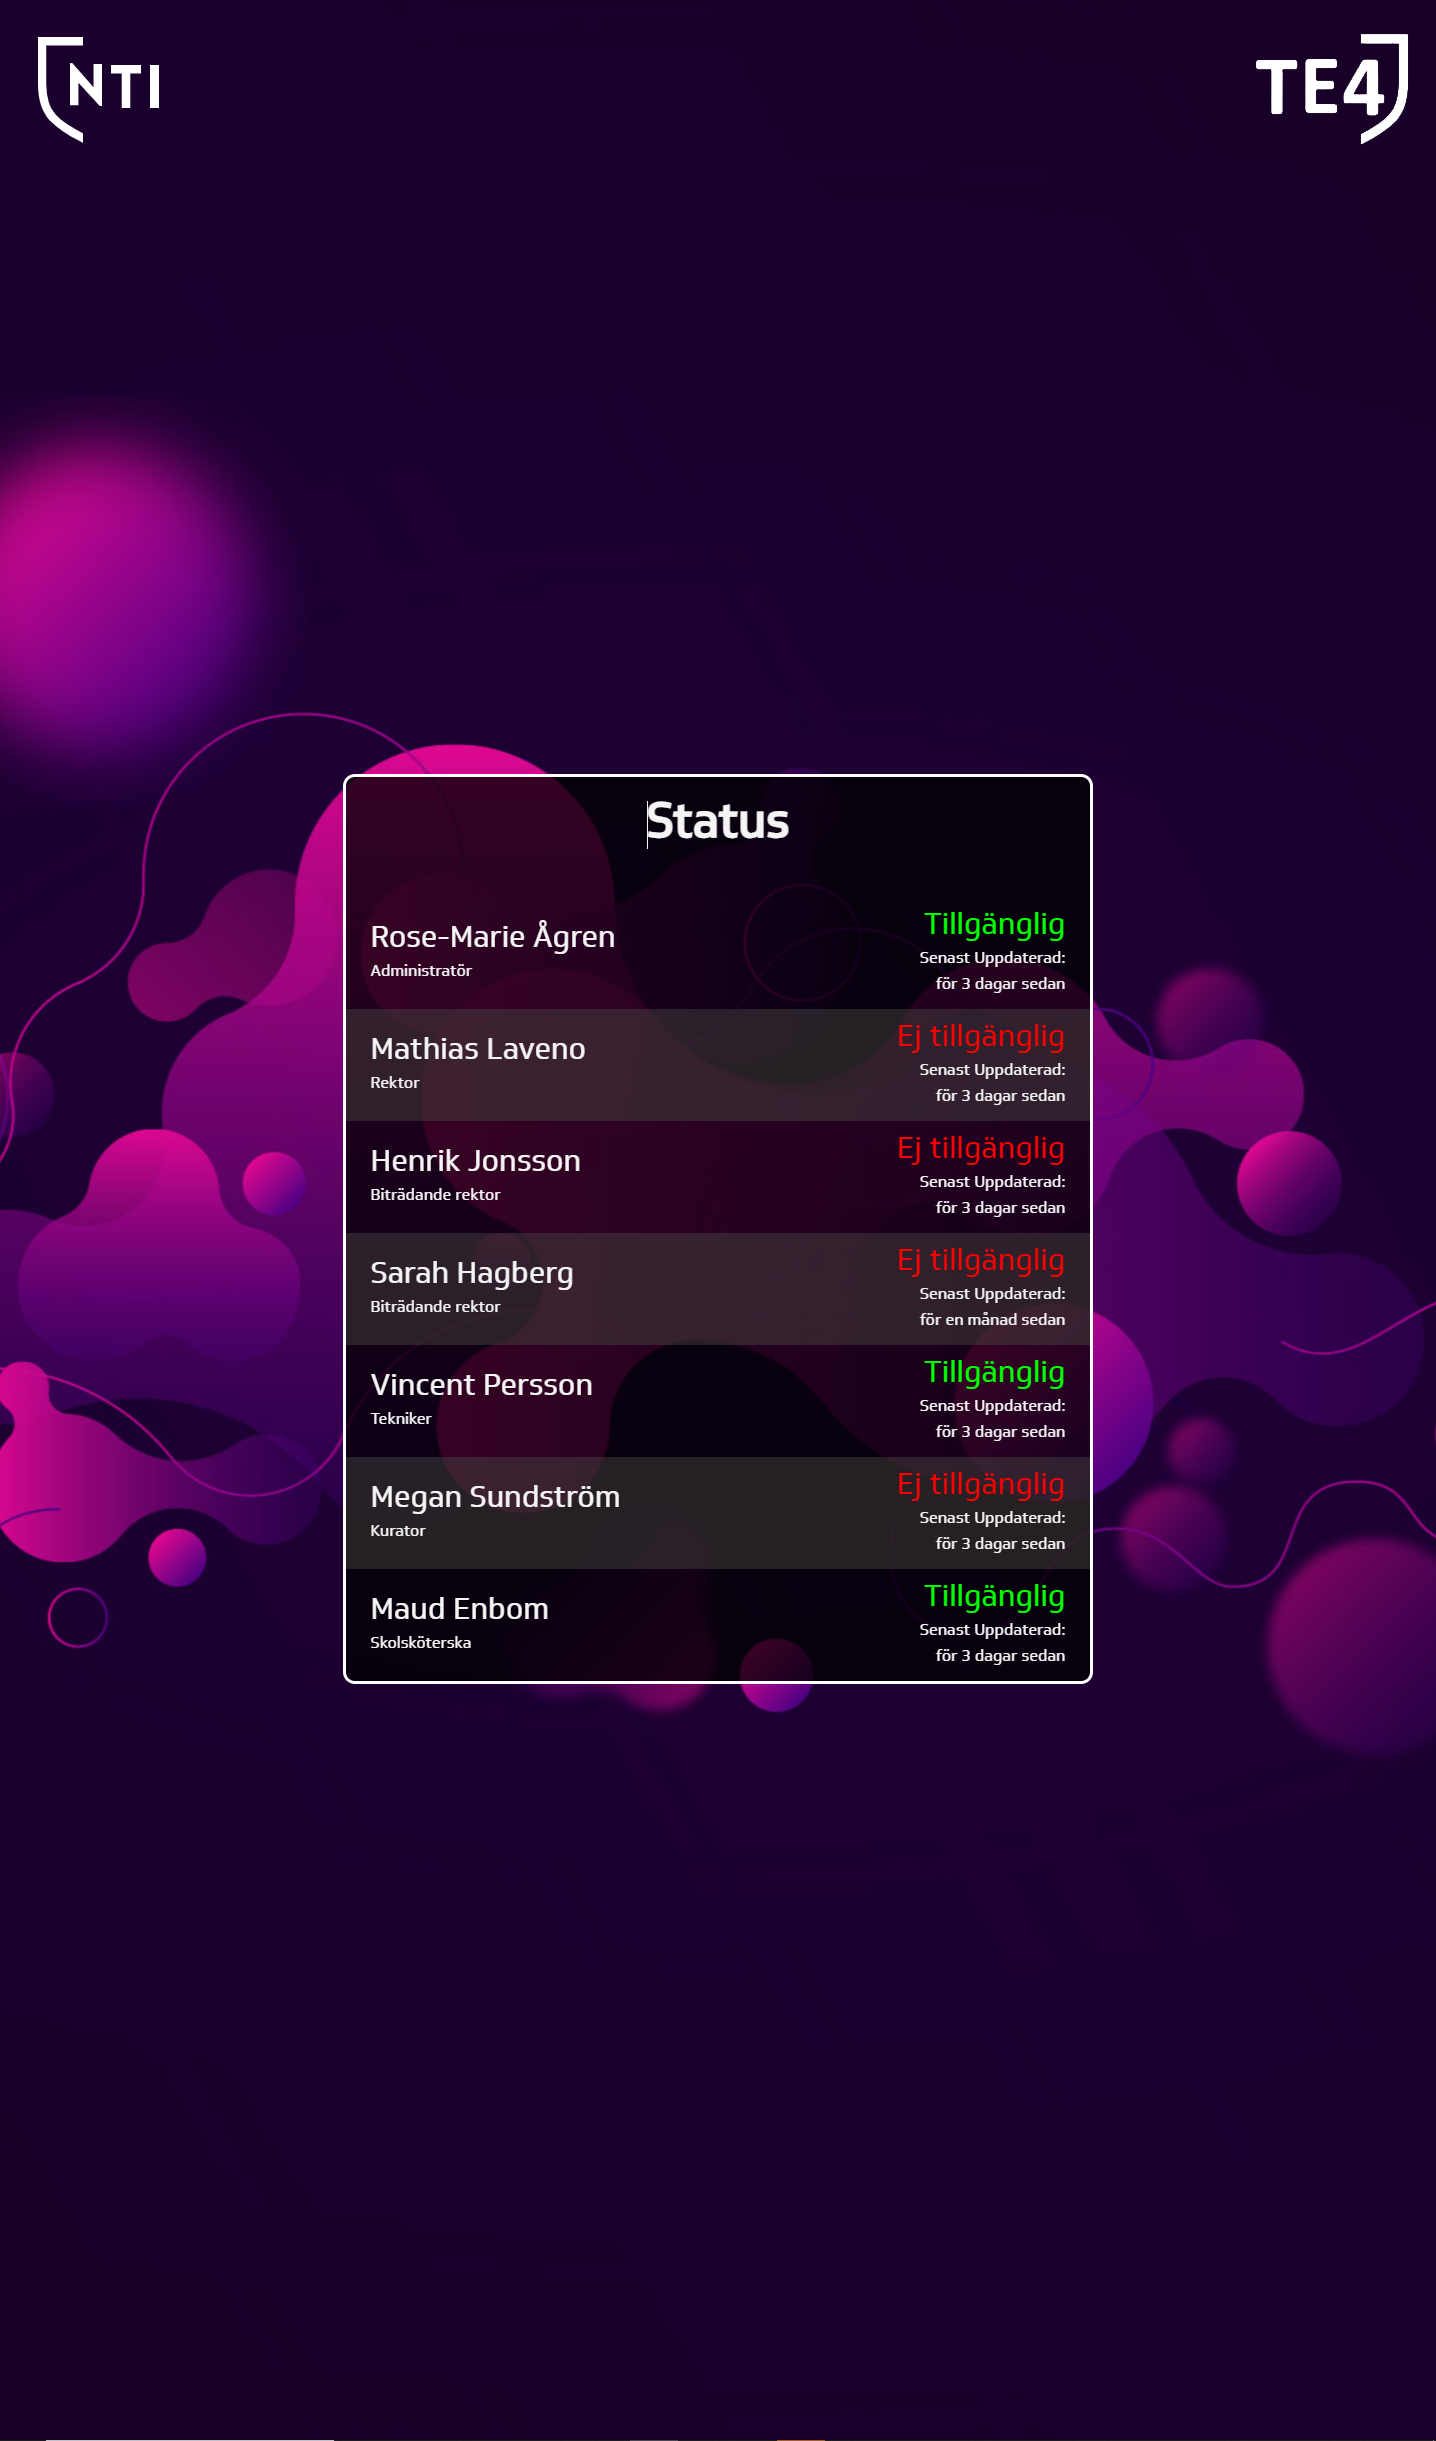 NTI
TE4
Status
Rose-Marie Ågren
Administratör
Tillgänglig
Senast Uppdaterad:
för 3 dagar sedan
Mathias Laveno
Rektor
Ej tillgänglig
Senast Uppdaterad:
för 3 dagar sedan
Henrik Jonsson
Biträdande rektor
Ej tillgänglig
Senast Uppdaterad:
för 3 dagar sedan
Sarah Hagberg
Biträdande rektor
Ej tillgänglig
Senast Uppdaterad:
för en månad sedan
Vincent Persson
Tekniker
Tillgänglig
Senast Uppdaterad:
för 3 dagar sedan
Megan Sundström
Kurator
Ej tillgänglig
Senast Uppdaterad:
för 3 dagar sedan
Maud Enbom
Skolsköterska
Tillgänglig
Senast Uppdaterad:
för 3 dagar sedan